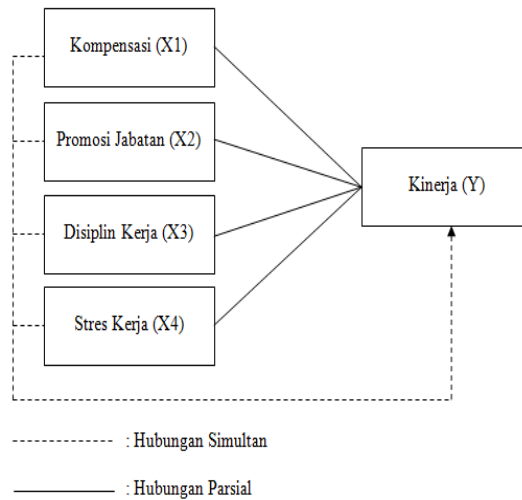 Kompensasi (X1)
Promosi Jabatan (X2)
Kinerja (Y)
Disiplin Kerja (X3)
Stres Kerja (X4)
: Hubungan Simultan
: Hubungan Parsial